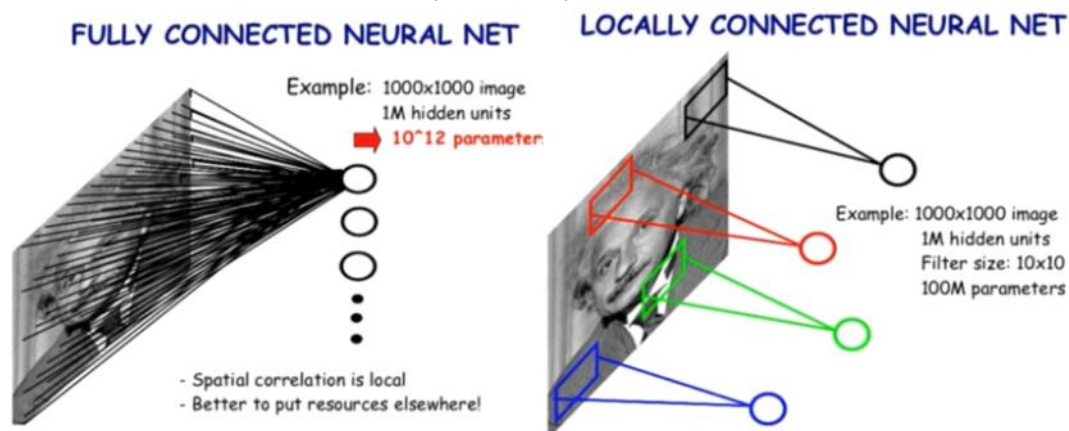 FULLY CONNECTED NEURAL NET
Example: 1000x1000 image
1M hidden units
10^12 parameter
- Spatial correlation is local
- Better to put resources elsewhere!
LOCALLY CONNECTED NEURAL NET
Example: 1000x1000 image
1M hidden units
Filter size: 10x10
100M parameters